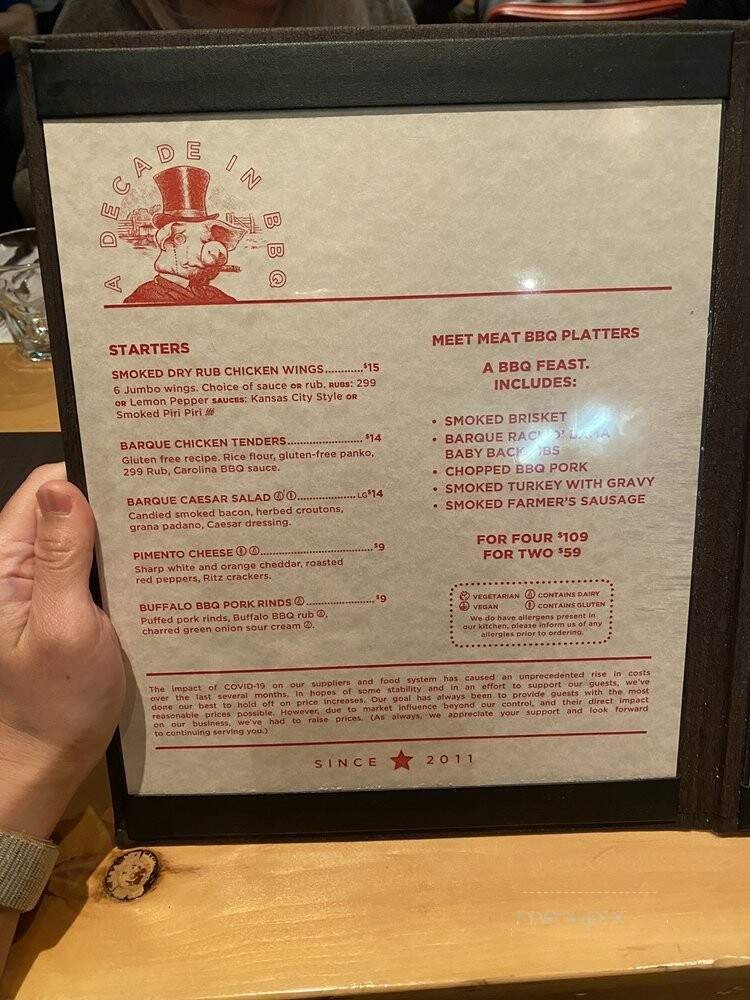 A DECADE IN BBQ
STARTERS
SMOKED DRY RUB CHICKEN WINGS............$15
6 Jumbo wings. Choice of sauce OR rub. RUBS: 299
OR Lemon Pepper SAUCES: Kansas City Style OR
Smoked Piri Piri
BARQUE CHICKEN TENDERS.................... $14
Gluten free recipe. Rice flour, gluten-free panko,
299 Rub, Carolina BBQ sauce.
BARQUE CAESAR SALAD ................LG$14
Candied smoked bacon, herbed croutons,
grana padano, Caesar dressing.
PIMENTO CHEESE ............................. $9
Sharp white and orange cheddar, roasted
red peppers, Ritz crackers.
BUFFALO BBQ PORK RINDS ....................$9
Puffed pork rinds, Buffalo BBQ rub ,
charred green onion sour cream .
MEET MEAT BBQ PLATTERS
A BBQ FEAST.
INCLUDES:
• SMOKED BRISKET
• BARQUE
BABY BACK
• CHOPPED BBQ PORK
• SMOKED TURKEY WITH GRAVY
• SMOKED FARMER'S SAUSAGE
FOR FOUR $109
FOR TWO $59
VEGETARIAN CONTAINS DAIRY
VEGAN CONTAINS GLUTEN
We do have allergens present in
our kitchen, please inform us of any
allergies prior to ordering.
The impact of COVID-19 on our suppliers and food system has caused an unprecedented rise in costs
over the last several months. In hopes of some stability and in an effort to support our guests, we've
done our best to hold off on price increases. Our goal has always been to provide guests with the most
reasonable prices possible. However, due to market influence beyond our control, and their direct impact
on our business, we've had to raise prices. (As always, we appreciate your support and look forward
to continuing serving you.)
SINCE ★ 2011
menupix